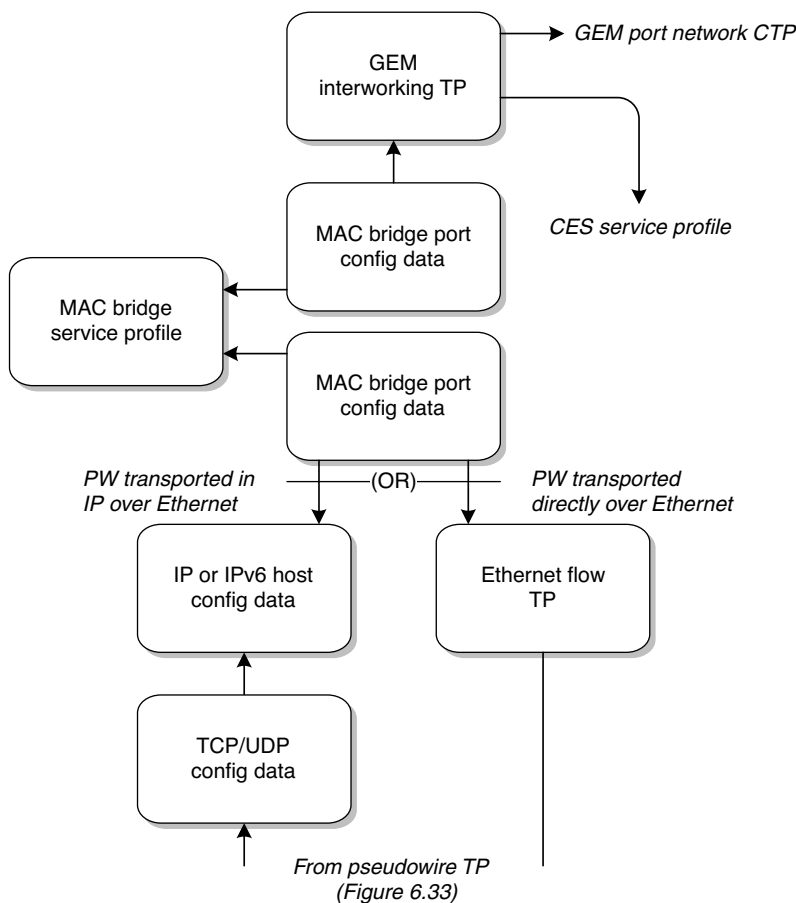 GEM
interworking TP
GEM port network CTP
CES service profile
MAC bridge port
config data
MAC bridge
service profile
MAC bridge port
config data
PW transported in
IP over Ethernet
(OR)
PW transported
directly over Ethernet
IP or IPv6 host
config data
Ethernet flow
TP
TCP/UDP
config data
From pseudowire TP
(Figure 6.33)